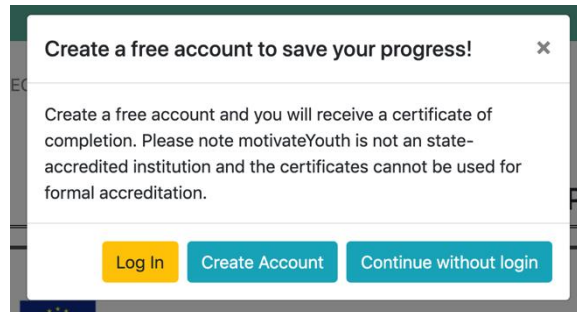 Create a free account to save your progress!
×
Create a free account and you will receive a certificate of
completion. Please note motivateYouth is not an state-
accredited institution and the certificates cannot be used for
formal accreditation.
Log In
Create Account
Continue without login